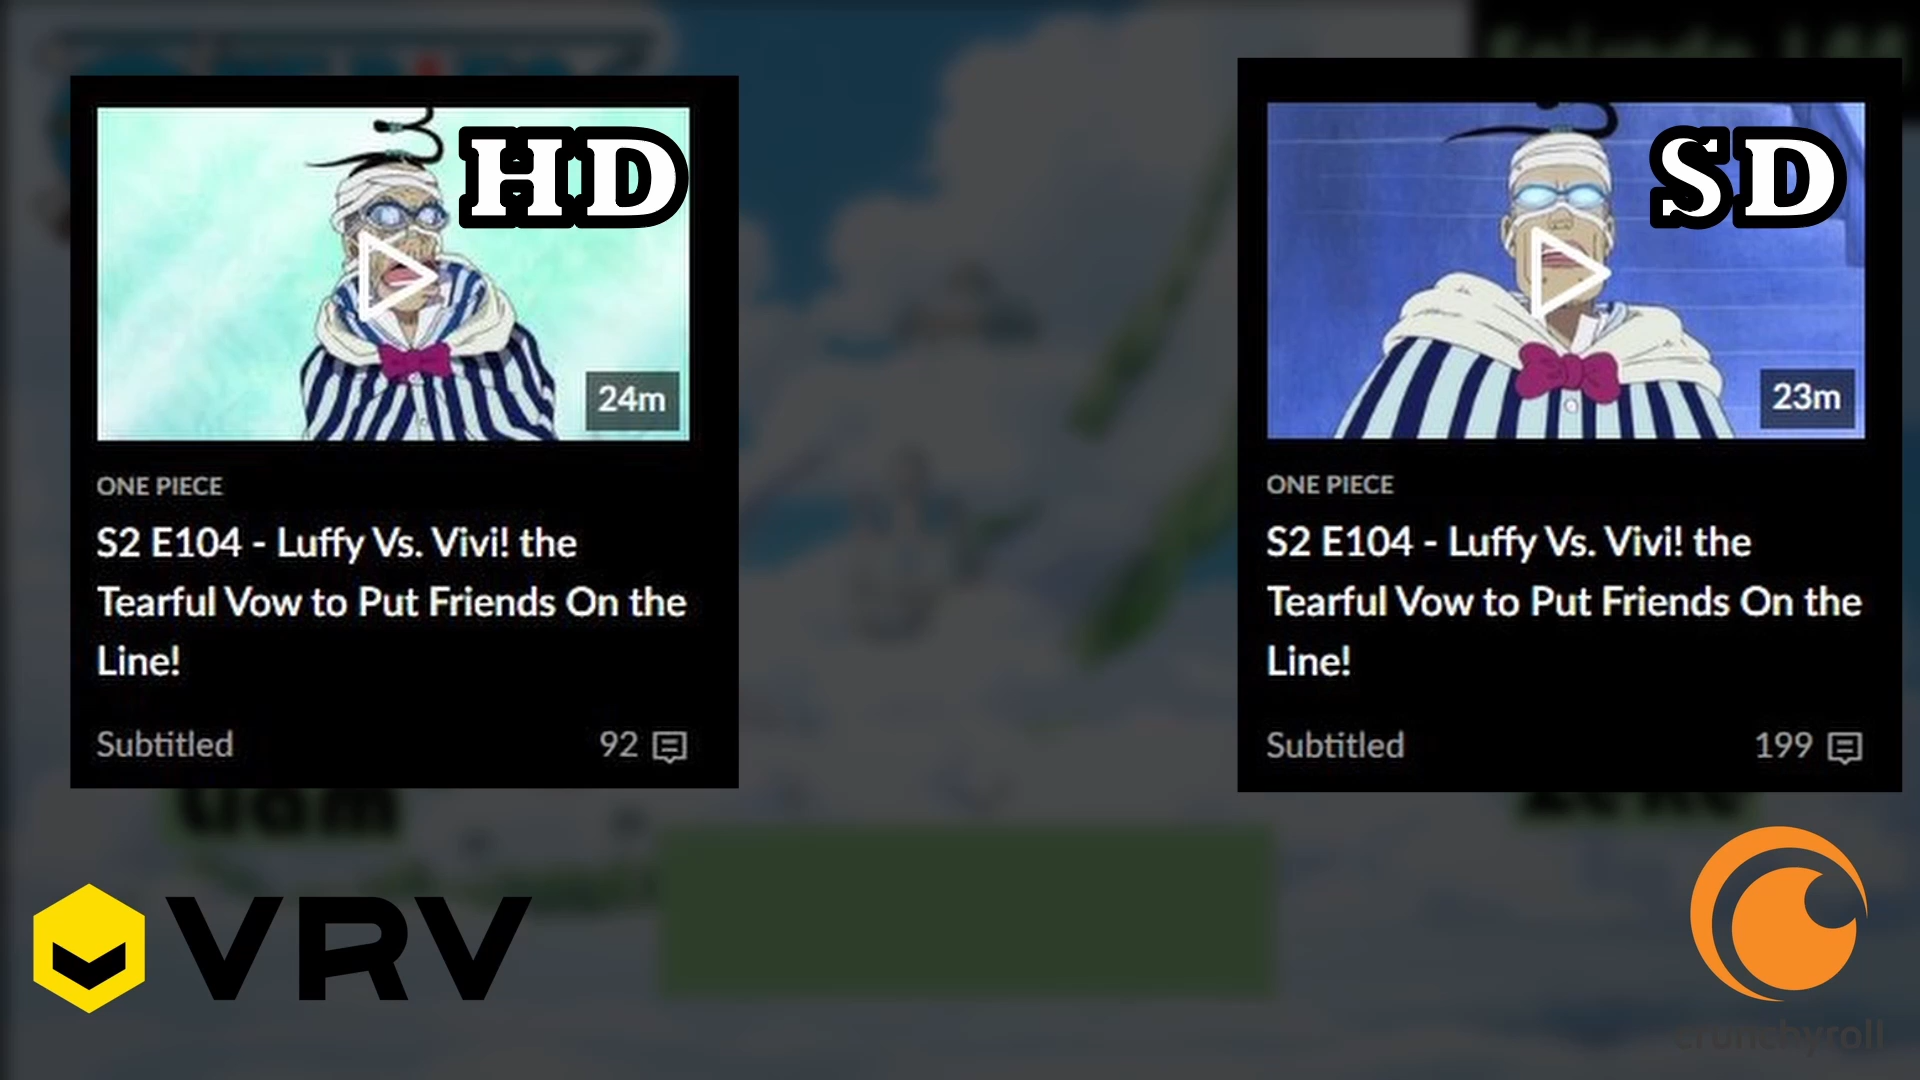 HD
24m
ONE PIECE
S2 E104 - Luffy Vs. Vivi! the
Tearful Vow to Put Friends On the
Line!
Subtitled
92
SD
23m
ONE PIECE
S2 E104 - Luffy Vs. Vivi! the
Tearful Vow to Put Friends On the
Line!
Subtitled
199
VRV
crunchyroll